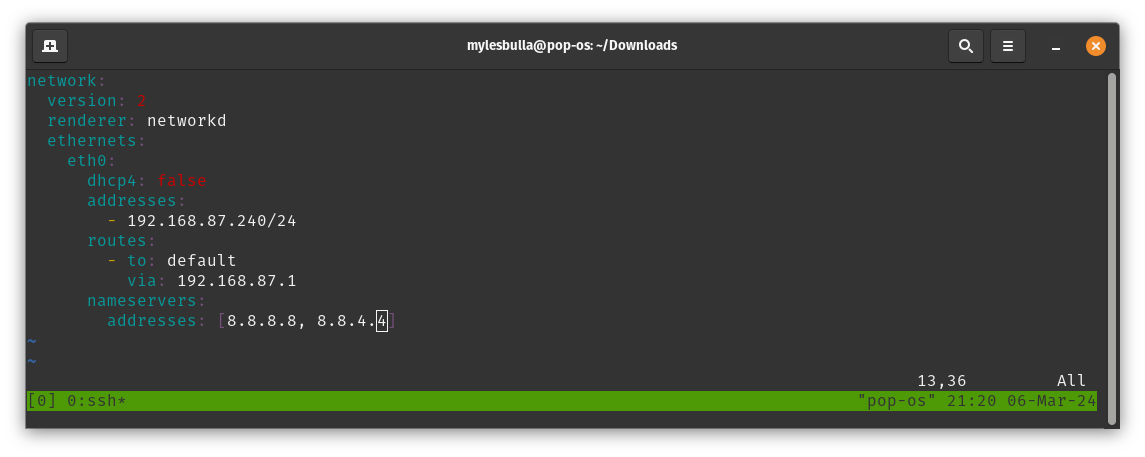 mylesbulla@pop-os: ~/Downloads
network:
  version: 2
  renderer: networkd
  ethernets:
    eth0:
      dhcp4: false
      addresses:
        - 192.168.87.240/24
      routes:
        - to: default
          via: 192.168.87.1
      nameservers:
        addresses: [8.8.8.8, 8.8.4.4]
~
~
13,36 All
[0] 0:ssh* "pop-os" 21:20 06-Mar-24